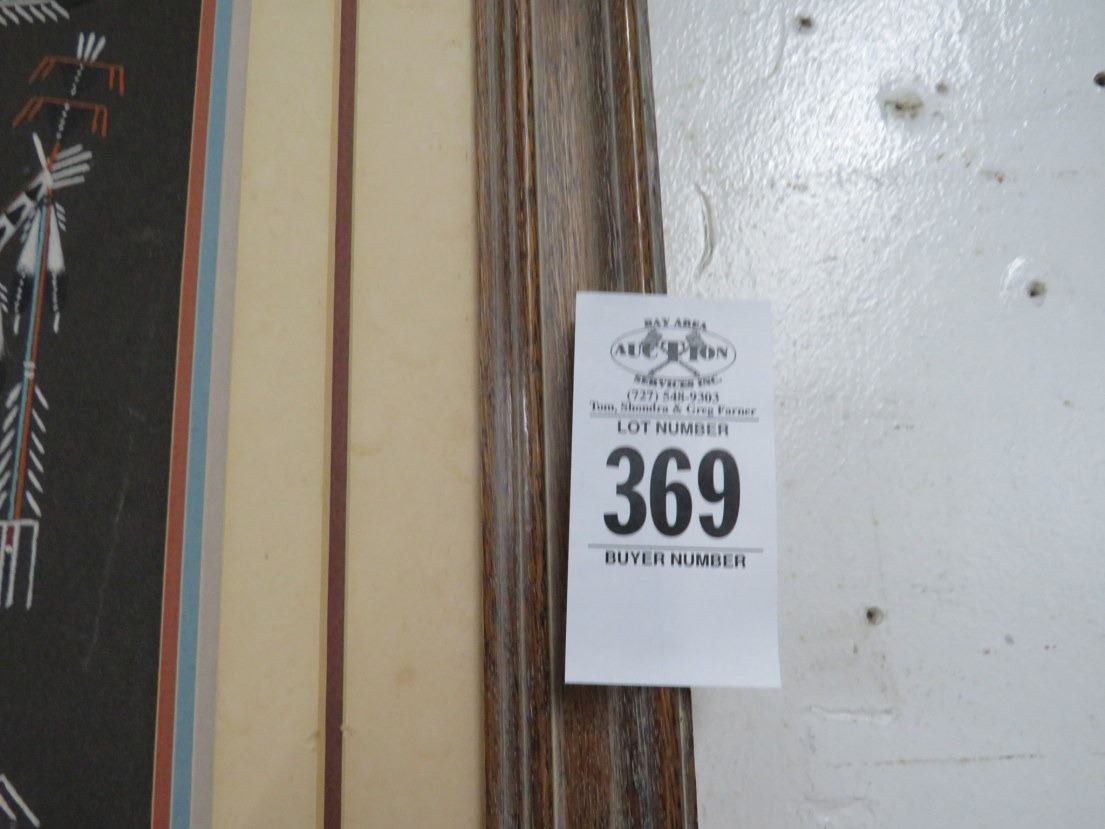 BAY AREA
AUCTION
SERVICES INC.
(727) 548-9303
Tom, Shondra & Greg Farner
LOT NUMBER
369
BUYER NUMBER